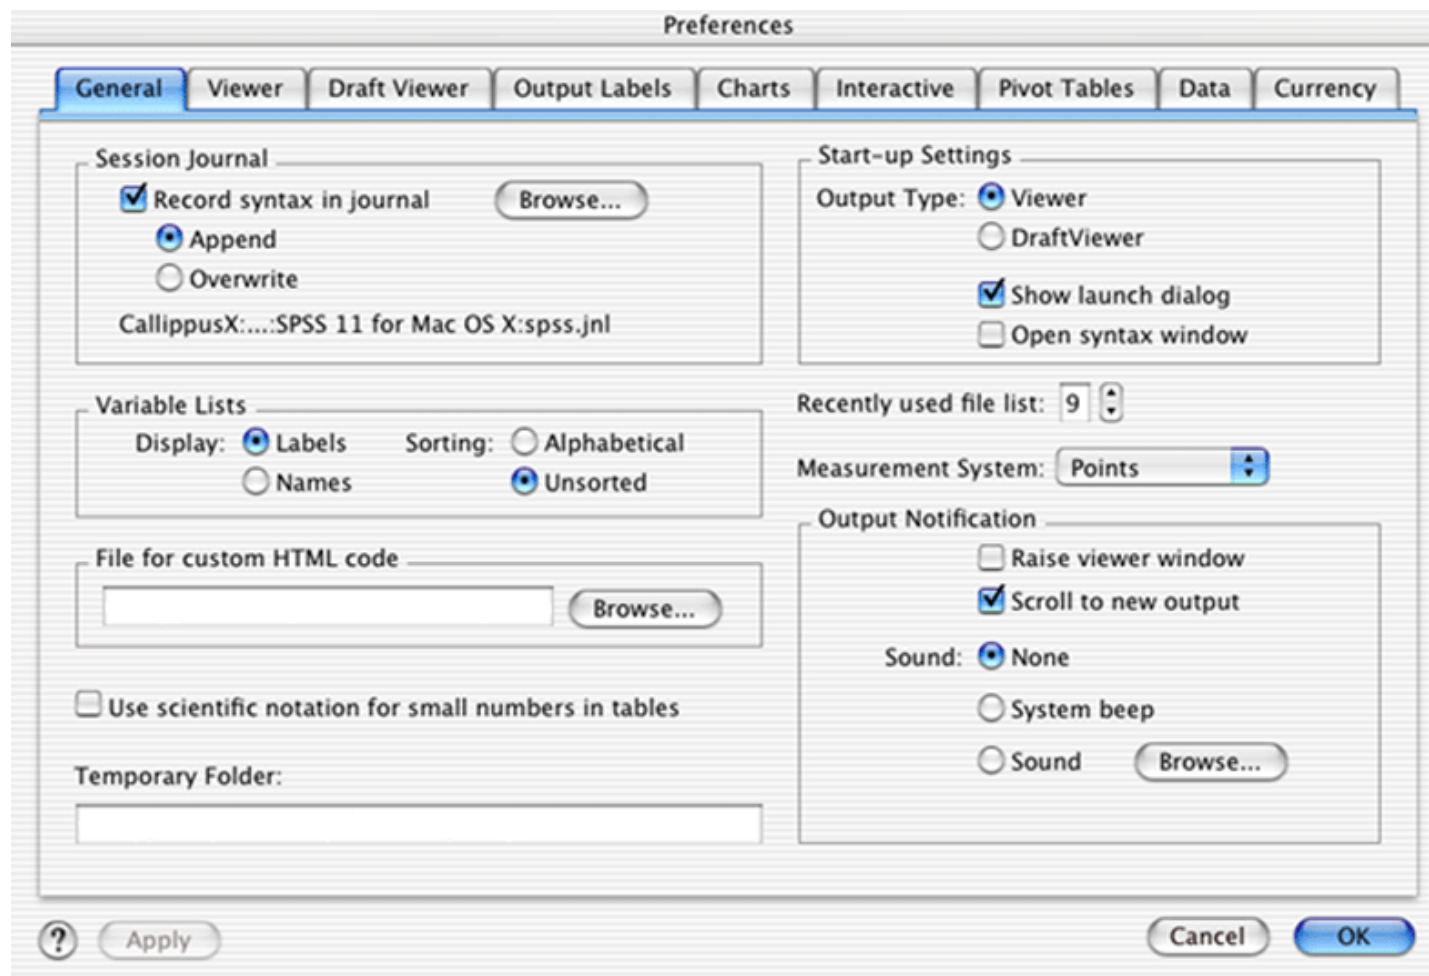 Preferences
General Viewer Draft Viewer Output Labels Charts Interactive Pivot Tables Data Currency
Session Journal
Record syntax in journal Browse...
Append
Overwrite
CallippusX:...:SPSS 11 for Mac OS X:spss.jnl
Variable Lists
Display: Labels Sorting: Alphabetical
Names Unsorted
File for custom HTML code
Browse...
Use scientific notation for small numbers in tables
Temporary Folder:
Start-up Settings
Output Type: Viewer
DraftViewer
Show launch dialog
Open syntax window
Recently used file list: 9
Measurement System: Points
Output Notification
Raise viewer window
Scroll to new output
Sound: None
System beep
Sound Browse...
? Apply Cancel OK